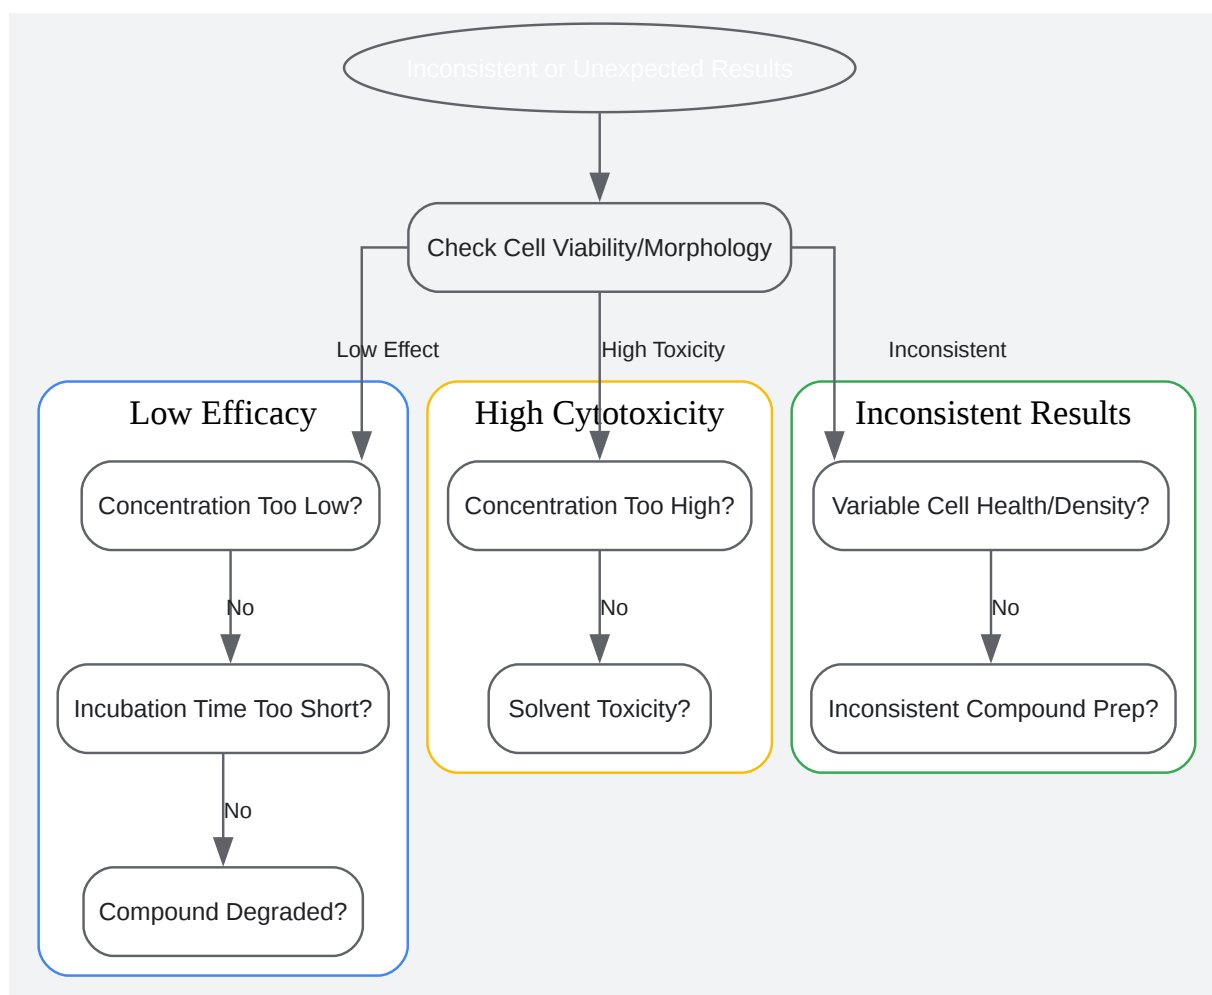 Inconsistent or Unexpected Results
Check Cell Viability/Morphology
Low Effect
High Toxicity
Inconsistent
Low Efficacy
High Cytotoxicity
Inconsistent Results
Concentration Too Low?
Concentration Too High?
Variable Cell Health/Density?
No
No
No
Incubation Time Too Short?
Solvent Toxicity?
Inconsistent Compound Prep?
No
Compound Degraded?